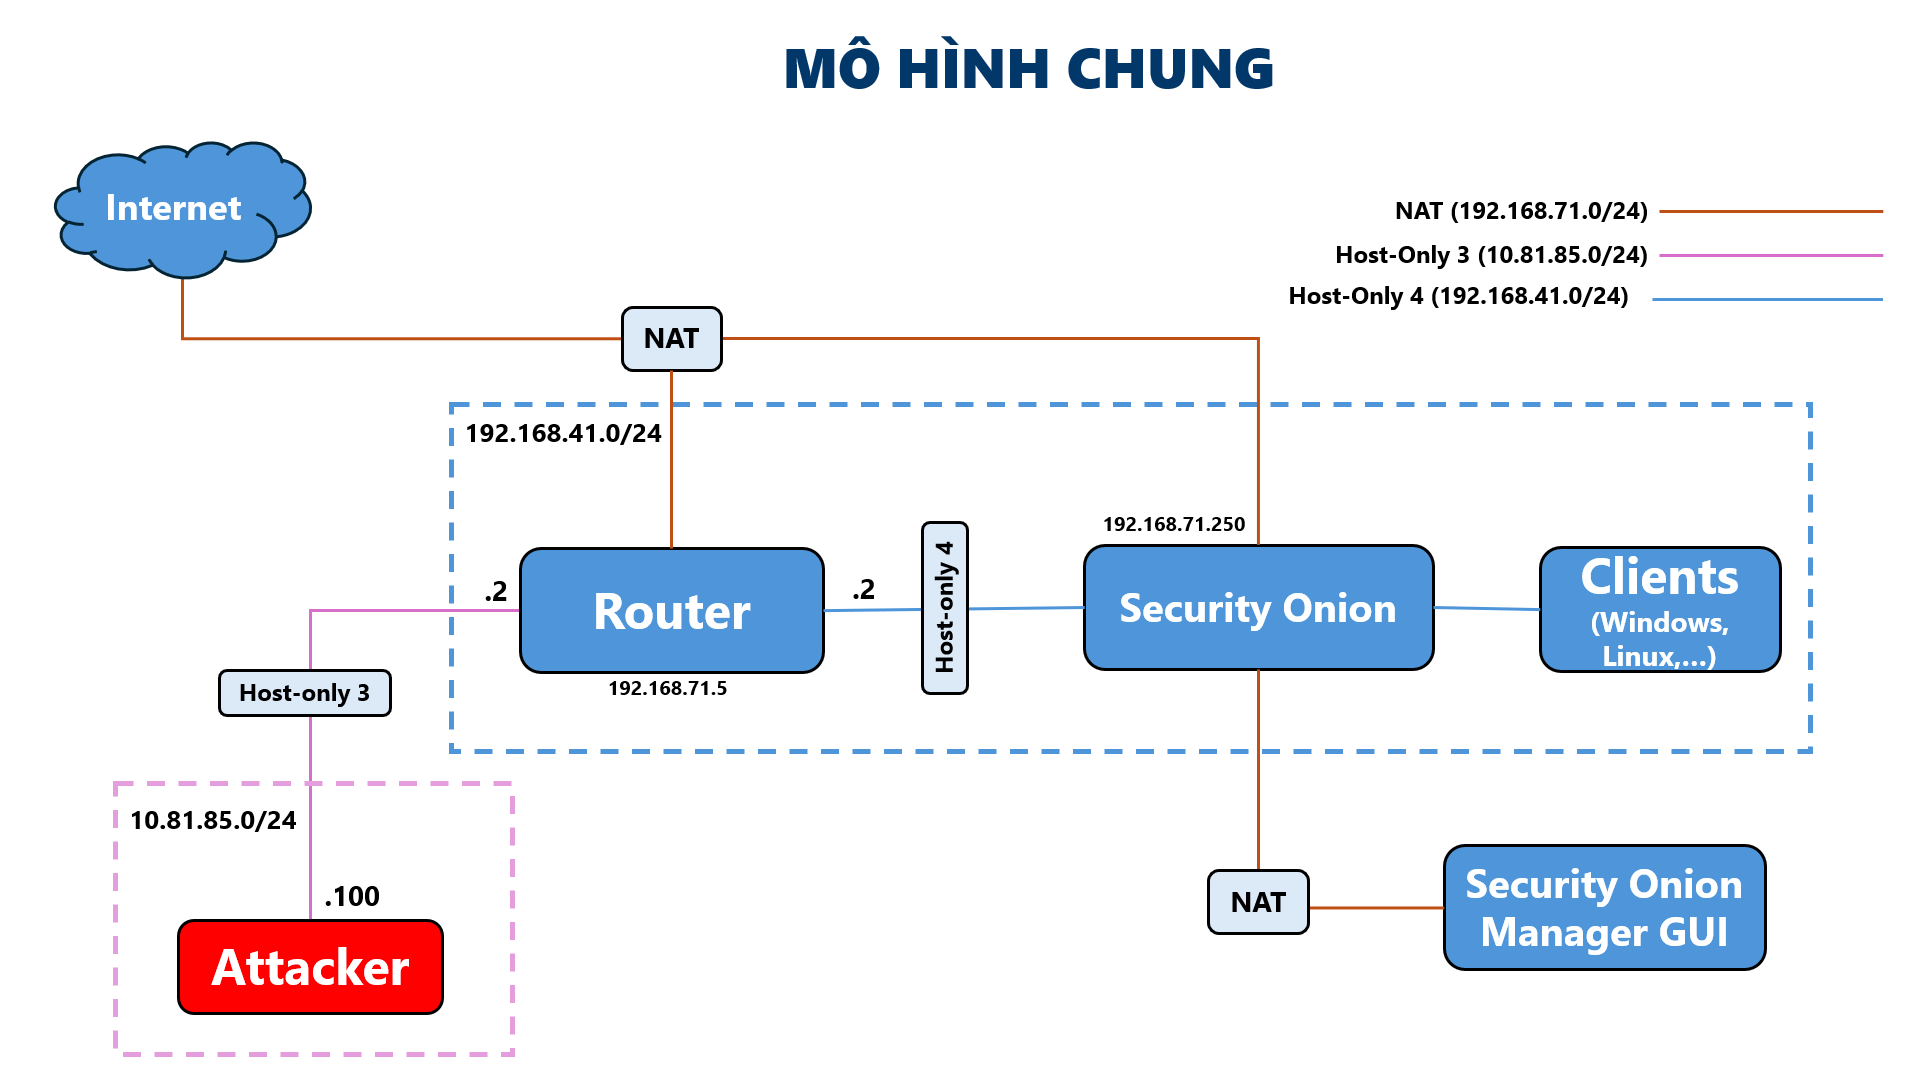 MÔ HÌNH CHUNG
Internet
NAT (192.168.71.0/24)
Host-Only 3 (10.81.85.0/24)
Host-Only 4 (192.168.41.0/24)
NAT
192.168.41.0/24
192.168.71.250
.2
Router
.2
Host-only 4
Security Onion
Clients
(Windows,
Linux,...)
192.168.71.5
Host-only 3
10.81.85.0/24
.100
Attacker
NAT
Security Onion
Manager GUI